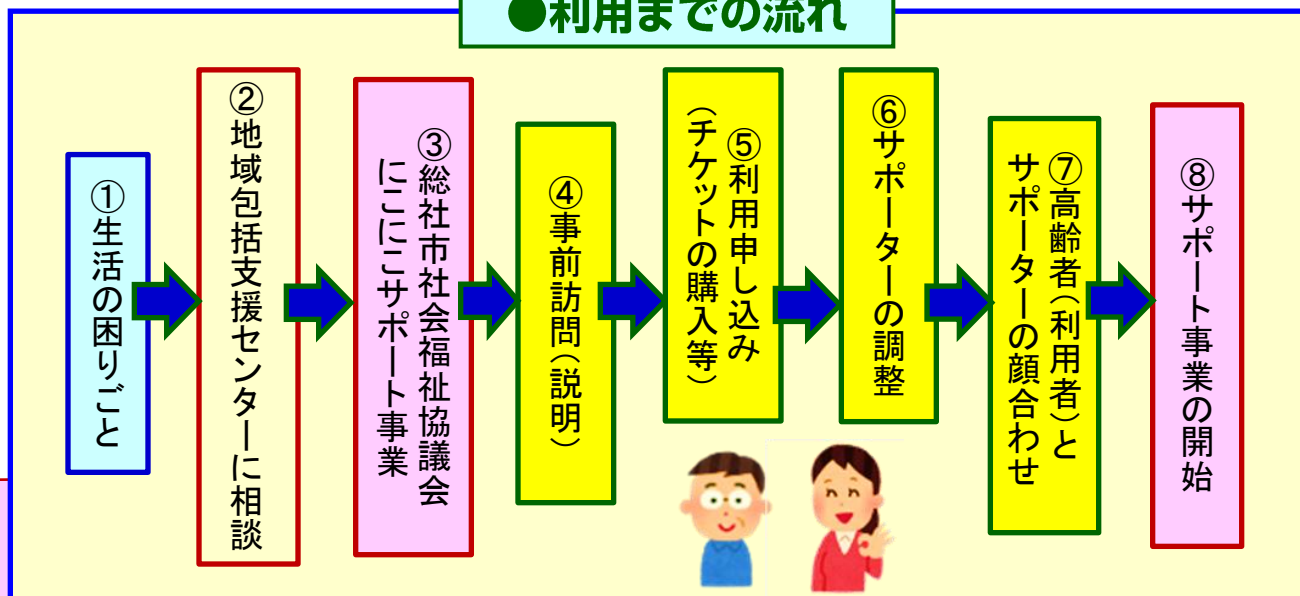 ●利用までの流れ
①生活の困りごと
②地域包括支援センターに相談
③総社市社会福祉協議会
にこにこサポート事業
④事前訪問(説明)
⑤利用申し込み
(チケットの購入等)
⑥サポーターの調整
⑦高齢者(利用者)と
サポーターの顔合わせ
⑧サポート事業の開始